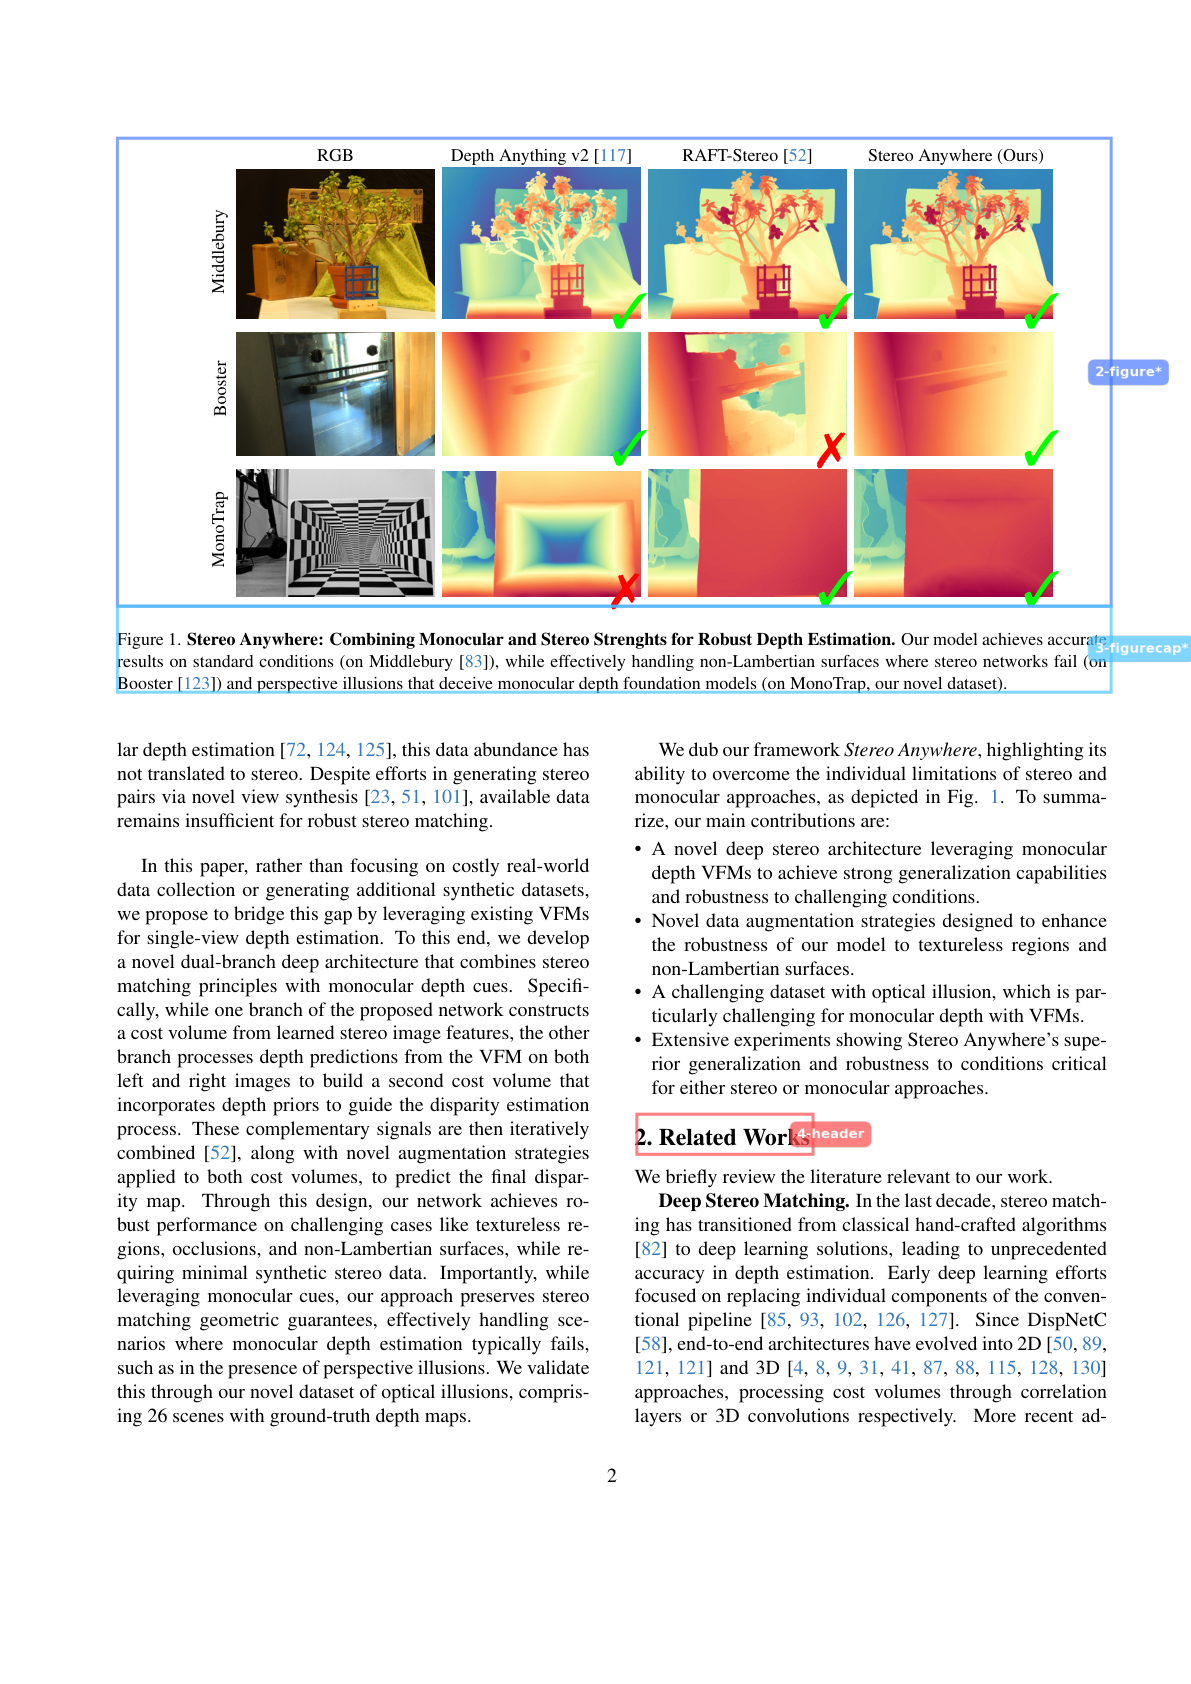 RGB
Depth Anything v2 [117]
RAFT-Stereo [52]
Stereo Anywhere (Ours)
Middlebury
Booster
MonoTrap
2-figure*
Figure 1. Stereo Anywhere: Combining Monocular and Stereo Strenghts for Robust Depth Estimation. Our model achieves accurate
results on standard conditions (on Middlebury [83]), while effectively handling non-Lambertian surfaces where stereo networks fail (on
Booster [123]) and perspective illusions that deceive monocular depth foundation models (on MonoTrap, our novel dataset).
3-figurecap*
lar depth estimation [72, 124, 125], this data abundance has
not translated to stereo. Despite efforts in generating stereo
pairs via novel view synthesis [23, 51, 101], available data
remains insufficient for robust stereo matching.
In this paper, rather than focusing on costly real-world
data collection or generating additional synthetic datasets,
we propose to bridge this gap by leveraging existing VFMs
for single-view depth estimation. To this end, we develop
a novel dual-branch deep architecture that combines stereo
matching principles with monocular depth cues. Specifi-
cally, while one branch of the proposed network constructs
a cost volume from learned stereo image features, the other
branch processes depth predictions from the VFM on both
left and right images to build a second cost volume that
incorporates depth priors to guide the disparity estimation
process. These complementary signals are then iteratively
combined [52], along with novel augmentation strategies
applied to both cost volumes, to predict the final dispar-
ity map. Through this design, our network achieves ro-
bust performance on challenging cases like textureless re-
gions, occlusions, and non-Lambertian surfaces, while re-
quiring minimal synthetic stereo data. Importantly, while
leveraging monocular cues, our approach preserves stereo
matching geometric guarantees, effectively handling sce-
narios where monocular depth estimation typically fails,
such as in the presence of perspective illusions. We validate
this through our novel dataset of optical illusions, compris-
ing 26 scenes with ground-truth depth maps.
We dub our framework Stereo Anywhere, highlighting its
ability to overcome the individual limitations of stereo and
monocular approaches, as depicted in Fig. 1. To summa-
rize, our main contributions are:
• A novel deep stereo architecture leveraging monocular
depth VFMs to achieve strong generalization capabilities
and robustness to challenging conditions.
• Novel data augmentation strategies designed to enhance
the robustness of our model to textureless regions and
non-Lambertian surfaces.
• A challenging dataset with optical illusion, which is par-
ticularly challenging for monocular depth with VFMs.
• Extensive experiments showing Stereo Anywhere's supe-
rior generalization and robustness to conditions critical
for either stereo or monocular approaches.
2. Related Works
4-header
We briefly review the literature relevant to our work.
Deep Stereo Matching. In the last decade, stereo match-
ing has transitioned from classical hand-crafted algorithms
[82] to deep learning solutions, leading to unprecedented
accuracy in depth estimation. Early deep learning efforts
focused on replacing individual components of the conven-
tional pipeline [85, 93, 102, 126, 127]. Since DispNetC
[58], end-to-end architectures have evolved into 2D [50, 89,
121, 121] and 3D [4, 8, 9, 31, 41, 87, 88, 115, 128, 130]
approaches, processing cost volumes through correlation
layers or 3D convolutions respectively. More recent ad-
2